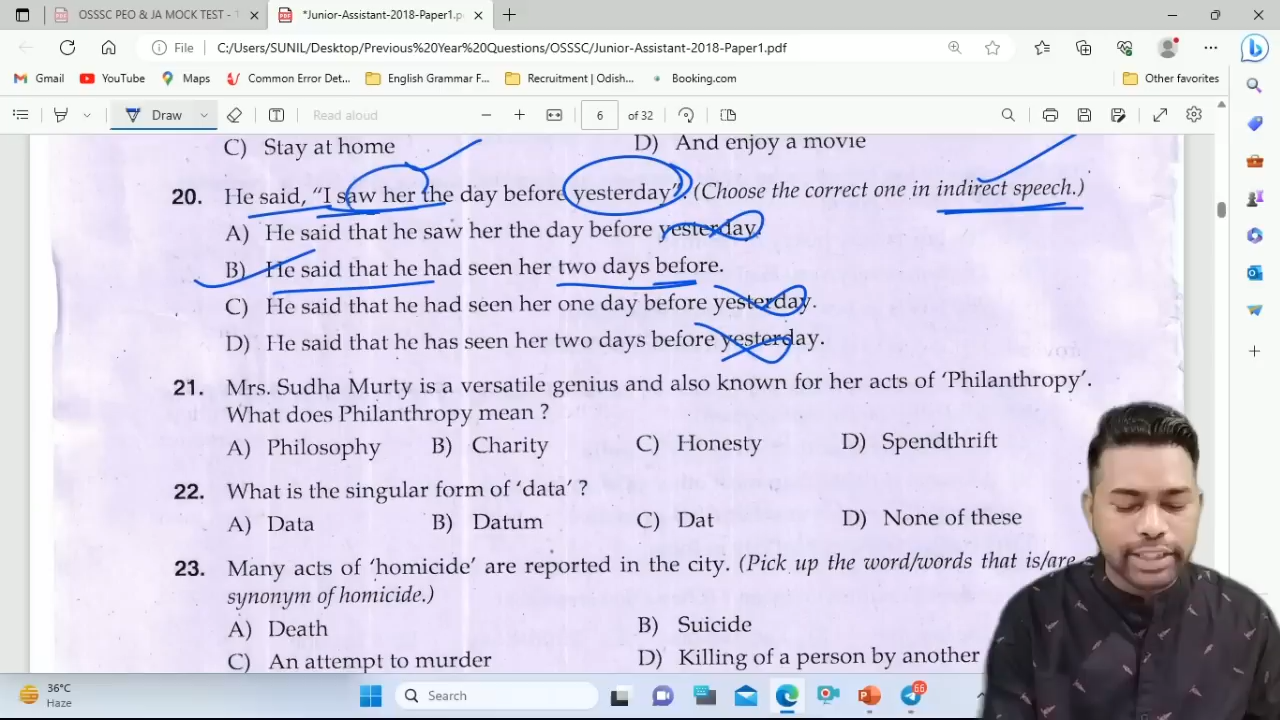 OSSSC PEO & JA MOCK TEST -
*Junior-Assistant-2018-Paper1.p
File
C:/Users/SUNIL/Desktop/Previous%20Year%20Questions/OSSSC/Junior-Assistant-2018-Paper1.pdf
Gmail YouTube Maps Common Error Det... English Grammar F... Recruitment | Odish... Booking.com Other favorites
Draw Read aloud 6 of 32
C) Stay at home D) And enjoy a movie
20. He said, “I saw her the day before yesterday”. (Choose the correct one in indirect speech.)
A) He said that he saw her the day before yesterday.
B) He said that he had seen her two days before.
C) He said that he had seen her one day before yesterday.
D) He said that he has seen her two days before yesterday.
21. Mrs. Sudha Murty is a versatile genius and also known for her acts of ‘Philanthropy’.
What does Philanthropy mean ?
A) Philosophy B) Charity C) Honesty D) Spendthrift
22. What is the singular form of ‘data’ ?
A) Data B) Datum C) Dat D) None of these
23. Many acts of ‘homicide’ are reported in the city. (Pick up the word/words that is/are
synonym of homicide.)
A) Death B) Suicide
C) An attempt to murder D) Killing of a person by another
36°C
Haze
Search
66